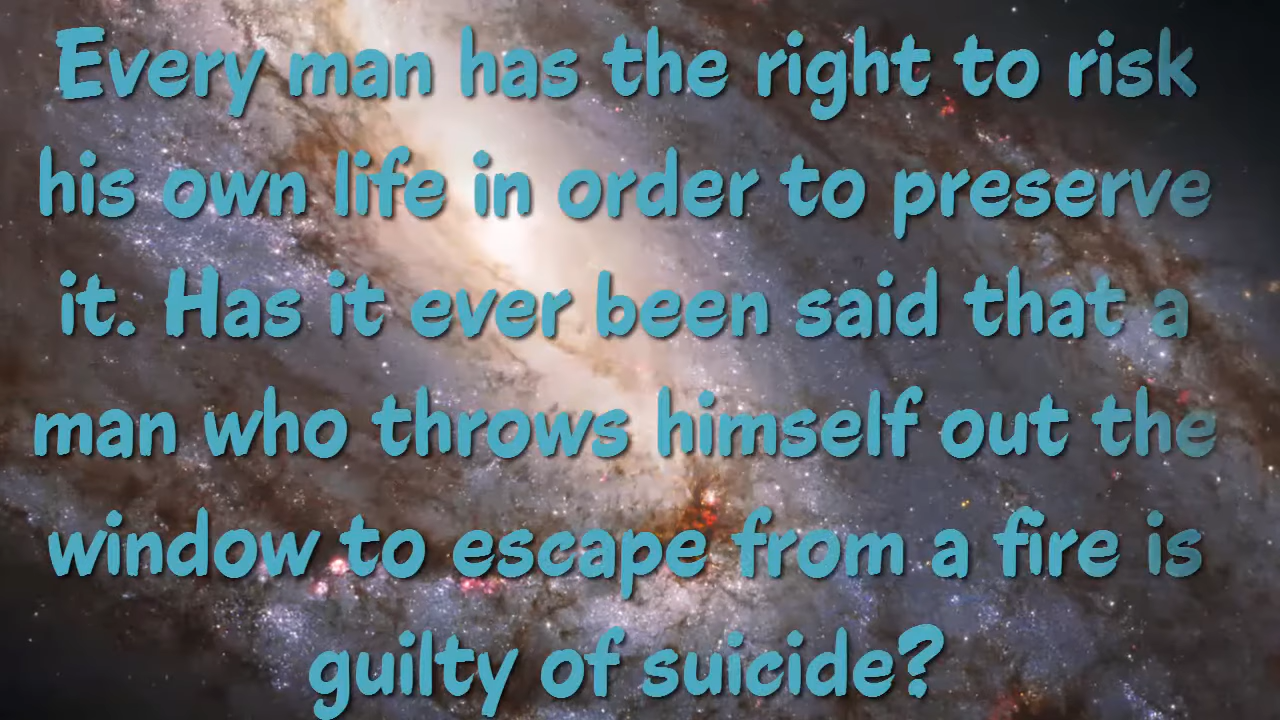 Every man has the right to risk
his own life in order to preserve
it. Has it ever been said that a
man who throws himself out the
window to escape from a fire is
guilty of suicide?